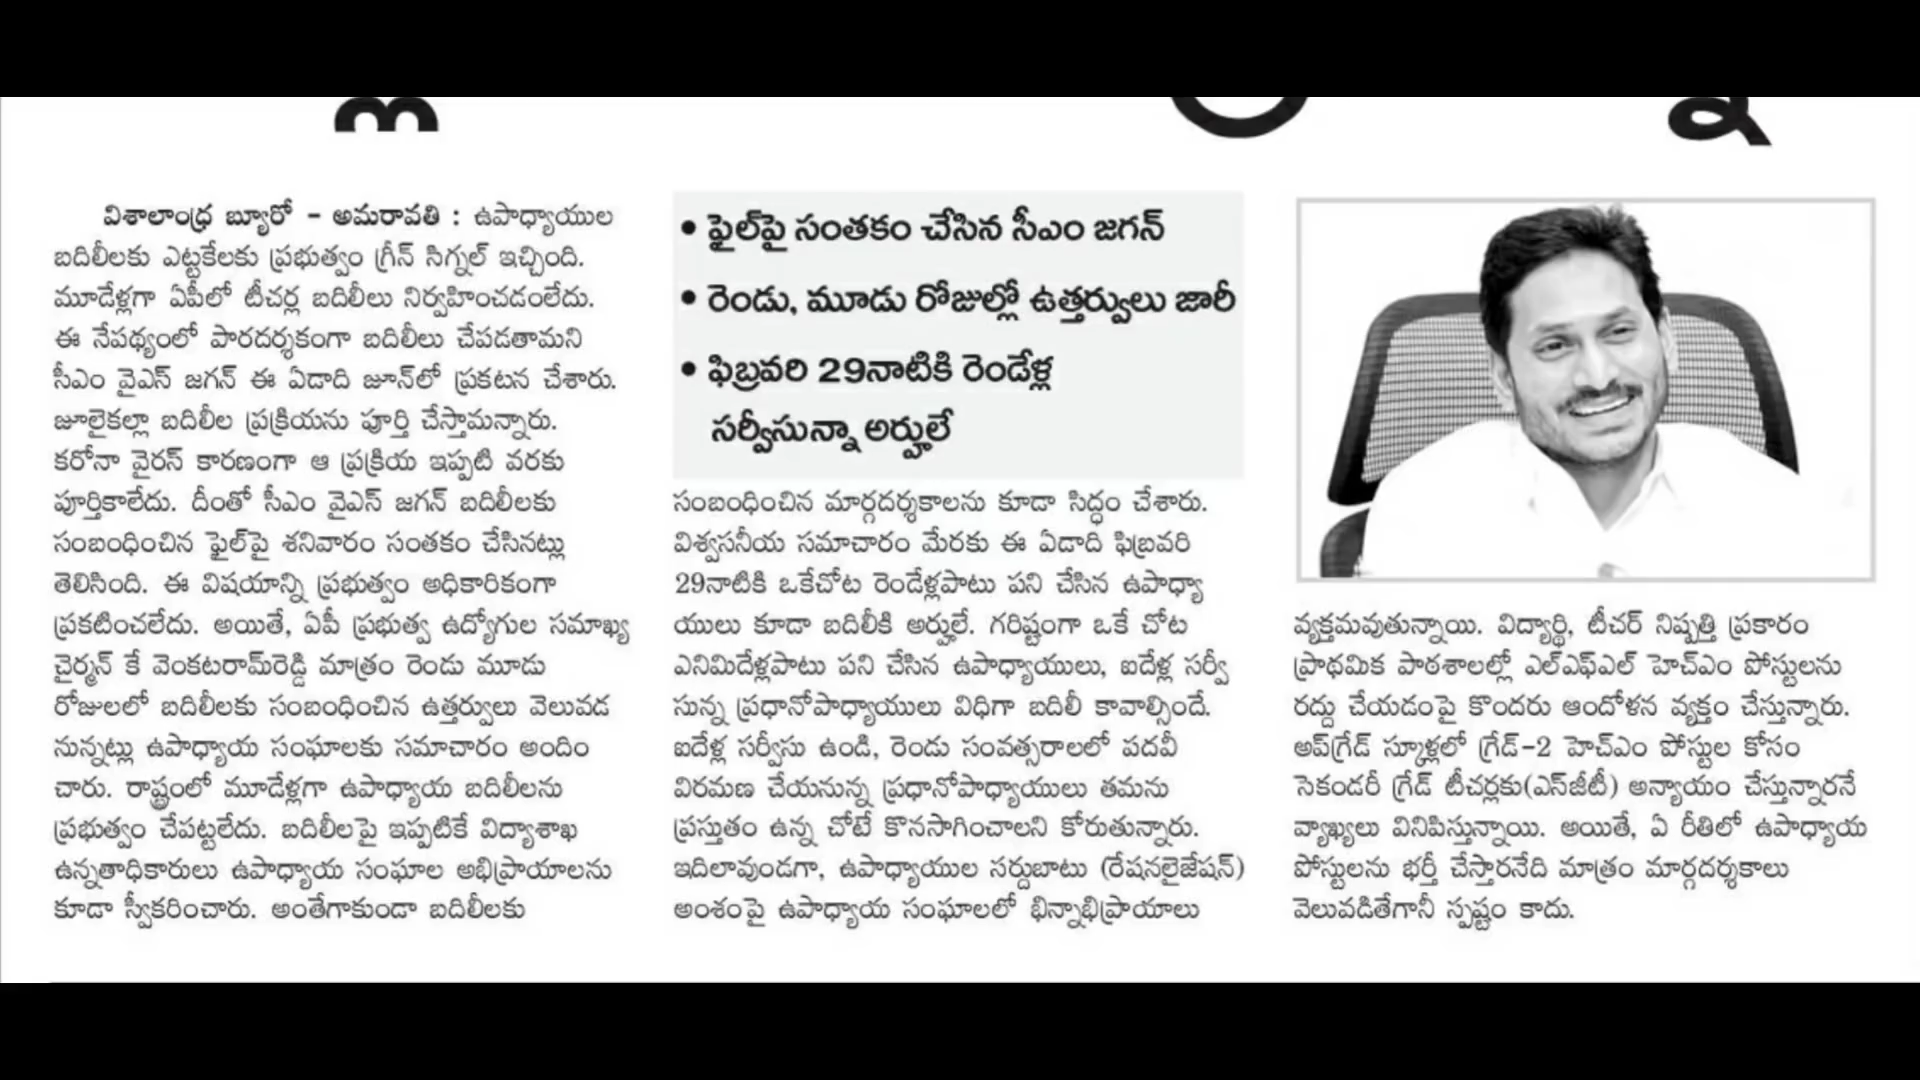 విశాలాంధ్ర బ్యూరో - అమరావతి : ఉపాధ్యాయుల
బదిలీలకు ఎట్టకేలకు ప్రభుత్వం గ్రీన్ సిగ్నల్ ఇచ్చింది.
మూడేళ్లగా ఏపీలో టీచర్ల బదిలీలు నిర్వహించడంలేదు.
ఈ నేపథ్యంలో పారదర్శకంగా బదిలీలు చేపడతామని
సీఎం వైఎస్ జగన్ ఈ ఏడాది జూన్‌లో ప్రకటన చేశారు.
జూలైకల్లా బదిలీల ప్రక్రియను పూర్తి చేస్తామన్నారు.
కరోనా వైరస్ కారణంగా ఆ ప్రక్రియ ఇప్పటి వరకు
పూర్తికాలేదు. దీంతో సీఎం వైఎస్ జగన్ బదిలీలకు
సంబంధించిన ఫైల్‌పై శనివారం సంతకం చేసినట్లు
తెలిసింది. ఈ విషయాన్ని ప్రభుత్వం అధికారికంగా
ప్రకటించలేదు. అయితే, ఏపీ ప్రభుత్వ ఉద్యోగుల సమాఖ్య
చైర్మన్ కే వెంకటరామ్‌రెడ్డి మాత్రం రెండు మూడు
రోజులలో బదిలీలకు సంబంధించిన ఉత్తర్వులు వెలువడ
నున్నట్లు ఉపాధ్యాయ సంఘాలకు సమాచారం అందిం
చారు. రాష్ట్రంలో మూడేళ్లగా ఉపాధ్యాయ బదిలీలను
ప్రభుత్వం చేపట్టలేదు. బదిలీలపై ఇప్పటికే విద్యాశాఖ
ఉన్నతాధికారులు ఉపాధ్యాయ సంఘాల అభిప్రాయాలను
కూడా స్వీకరించారు. అంతేగాకుండా బదిలీలకు
• ఫైల్‌పై సంతకం చేసిన సీఎం జగన్
• రెండు, మూడు రోజుల్లో ఉత్తర్వులు జారీ
• ఫిబ్రవరి 29నాటికి రెండేళ్ల
సర్వీసున్నా అర్హులే
సంబంధించిన మార్గదర్శకాలను కూడా సిద్ధం చేశారు.
విశ్వసనీయ సమాచారం మేరకు ఈ ఏడాది ఫిబ్రవరి
29నాటికి ఒకేచోట రెండేళ్లపాటు పని చేసిన ఉపాధ్యా
యులు కూడా బదిలీకి అర్హులే. గరిష్టంగా ఒకే చోట
ఎనిమిదేళ్లపాటు పని చేసిన ఉపాధ్యాయులు, ఐదేళ్ల సర్వీ
సున్న ప్రధానోపాధ్యాయులు విధిగా బదిలీ కావాల్సిందే.
ఐదేళ్ల సర్వీసు ఉండి, రెండు సంవత్సరాలలో పదవీ
విరమణ చేయనున్న ప్రధానోపాధ్యాయులు తమను
ప్రస్తుతం ఉన్న చోటే కొనసాగించాలని కోరుతున్నారు.
ఇదిలావుండగా, ఉపాధ్యాయుల సర్దుబాటు (రేషనలైజేషన్)
అంశంపై ఉపాధ్యాయ సంఘాలలో భిన్నాభిప్రాయాలు
వ్యక్తమవుతున్నాయి. విద్యార్థి, టీచర్ నిష్పత్తి ప్రకారం
ప్రాథమిక పాఠశాలల్లో ఎల్ఎఫ్ఎల్ హెచ్ఎం పోస్టులను
రద్దు చేయడంపై కొందరు ఆందోళన వ్యక్తం చేస్తున్నారు.
అప్‌గ్రేడ్ స్కూళ్లలో గ్రేడ్-2 హెచ్ఎం పోస్టుల కోసం
సెకండరీ గ్రేడ్ టీచర్లకు(ఎస్‌జీటీ) అన్యాయం చేస్తున్నారనే
వ్యాఖ్యలు వినిపిస్తున్నాయి. అయితే, ఏ రీతిలో ఉపాధ్యాయ
పోస్టులను భర్తీ చేస్తారనేది మాత్రం మార్గదర్శకాలు
వెలువడితేగానీ స్పష్టం కాదు.